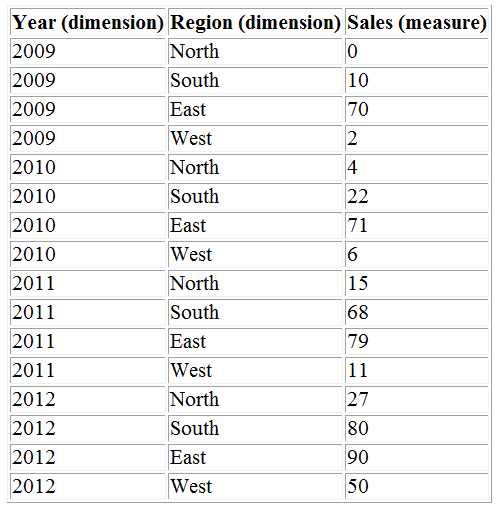 Year (dimension) Region (dimension) Sales (measure)
2009 North 0
2009 South 10
2009 East 70
2009 West 2
2010 North 4
2010 South 22
2010 East 71
2010 West 6
2011 North 15
2011 South 68
2011 East 79
2011 West 11
2012 North 27
2012 South 80
2012 East 90
2012 West 50